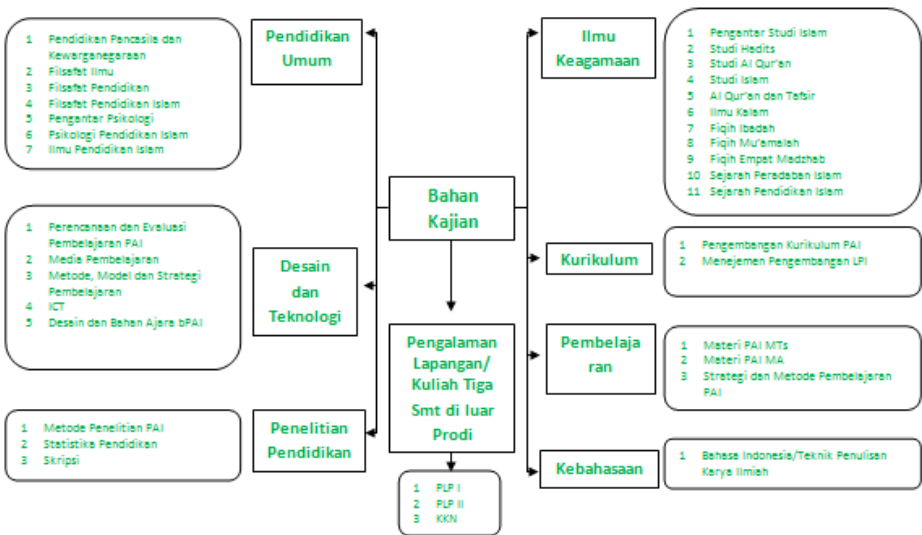 Pendidikan
Umum
1 Pendidikan Pancasila dan
Kewarganegaraan
2 Filsafat Ilmu
3 Filsafat Pendidikan
4 Filsafat Pendidikan Islam
5 Pengantar Psikologi
6 Psikologi Pendidikan Islam
7 Ilmu Pendidikan Islam
Ilmu
Keagamaan
1 Pengantar Studi Islam
2 Studi Hadits
3 Studi Al Qur'an
4 Studi Islam
5 Al Qur'an dan Tafsir
6 Ilmu Kalam
7 Fiqih Ibadah
8 Fiqih Mu'amalah
9 Fiqih Empat Madzhab
10 Sejarah Peradaban Islam
11 Sejarah Pendidikan Islam
Bahan
Kajian
Desain
dan
Teknologi
1 Perencanaan dan Evaluasi
Pembelajaran PAI
2 Media Pembelajaran
3 Metode, Model dan Strategi
Pembelajaran
4 ICT
5 Desain dan Bahan Ajara bPAI
Kurikulum
1 Pengembangan Kurikulum PAI
2 Menejemen Pengembangan LPI
Pengalaman
Lapangan/
Kuliah Tiga
Smt di luar
Prodi
Pembelaja
ran
1 Materi PAI MTs
2 Materi PAI MA
3 Strategi dan Metode Pembelajaran
PAI
Penelitian
Pendidikan
1 Metode Penelitian PAI
2 Statistika Pendidikan
3 Skripsi
Kebahasaan
1 Bahasa Indonesia/Teknik Penulisan
Karya Ilmiah
1 PLP I
2 PLP II
3 KKN